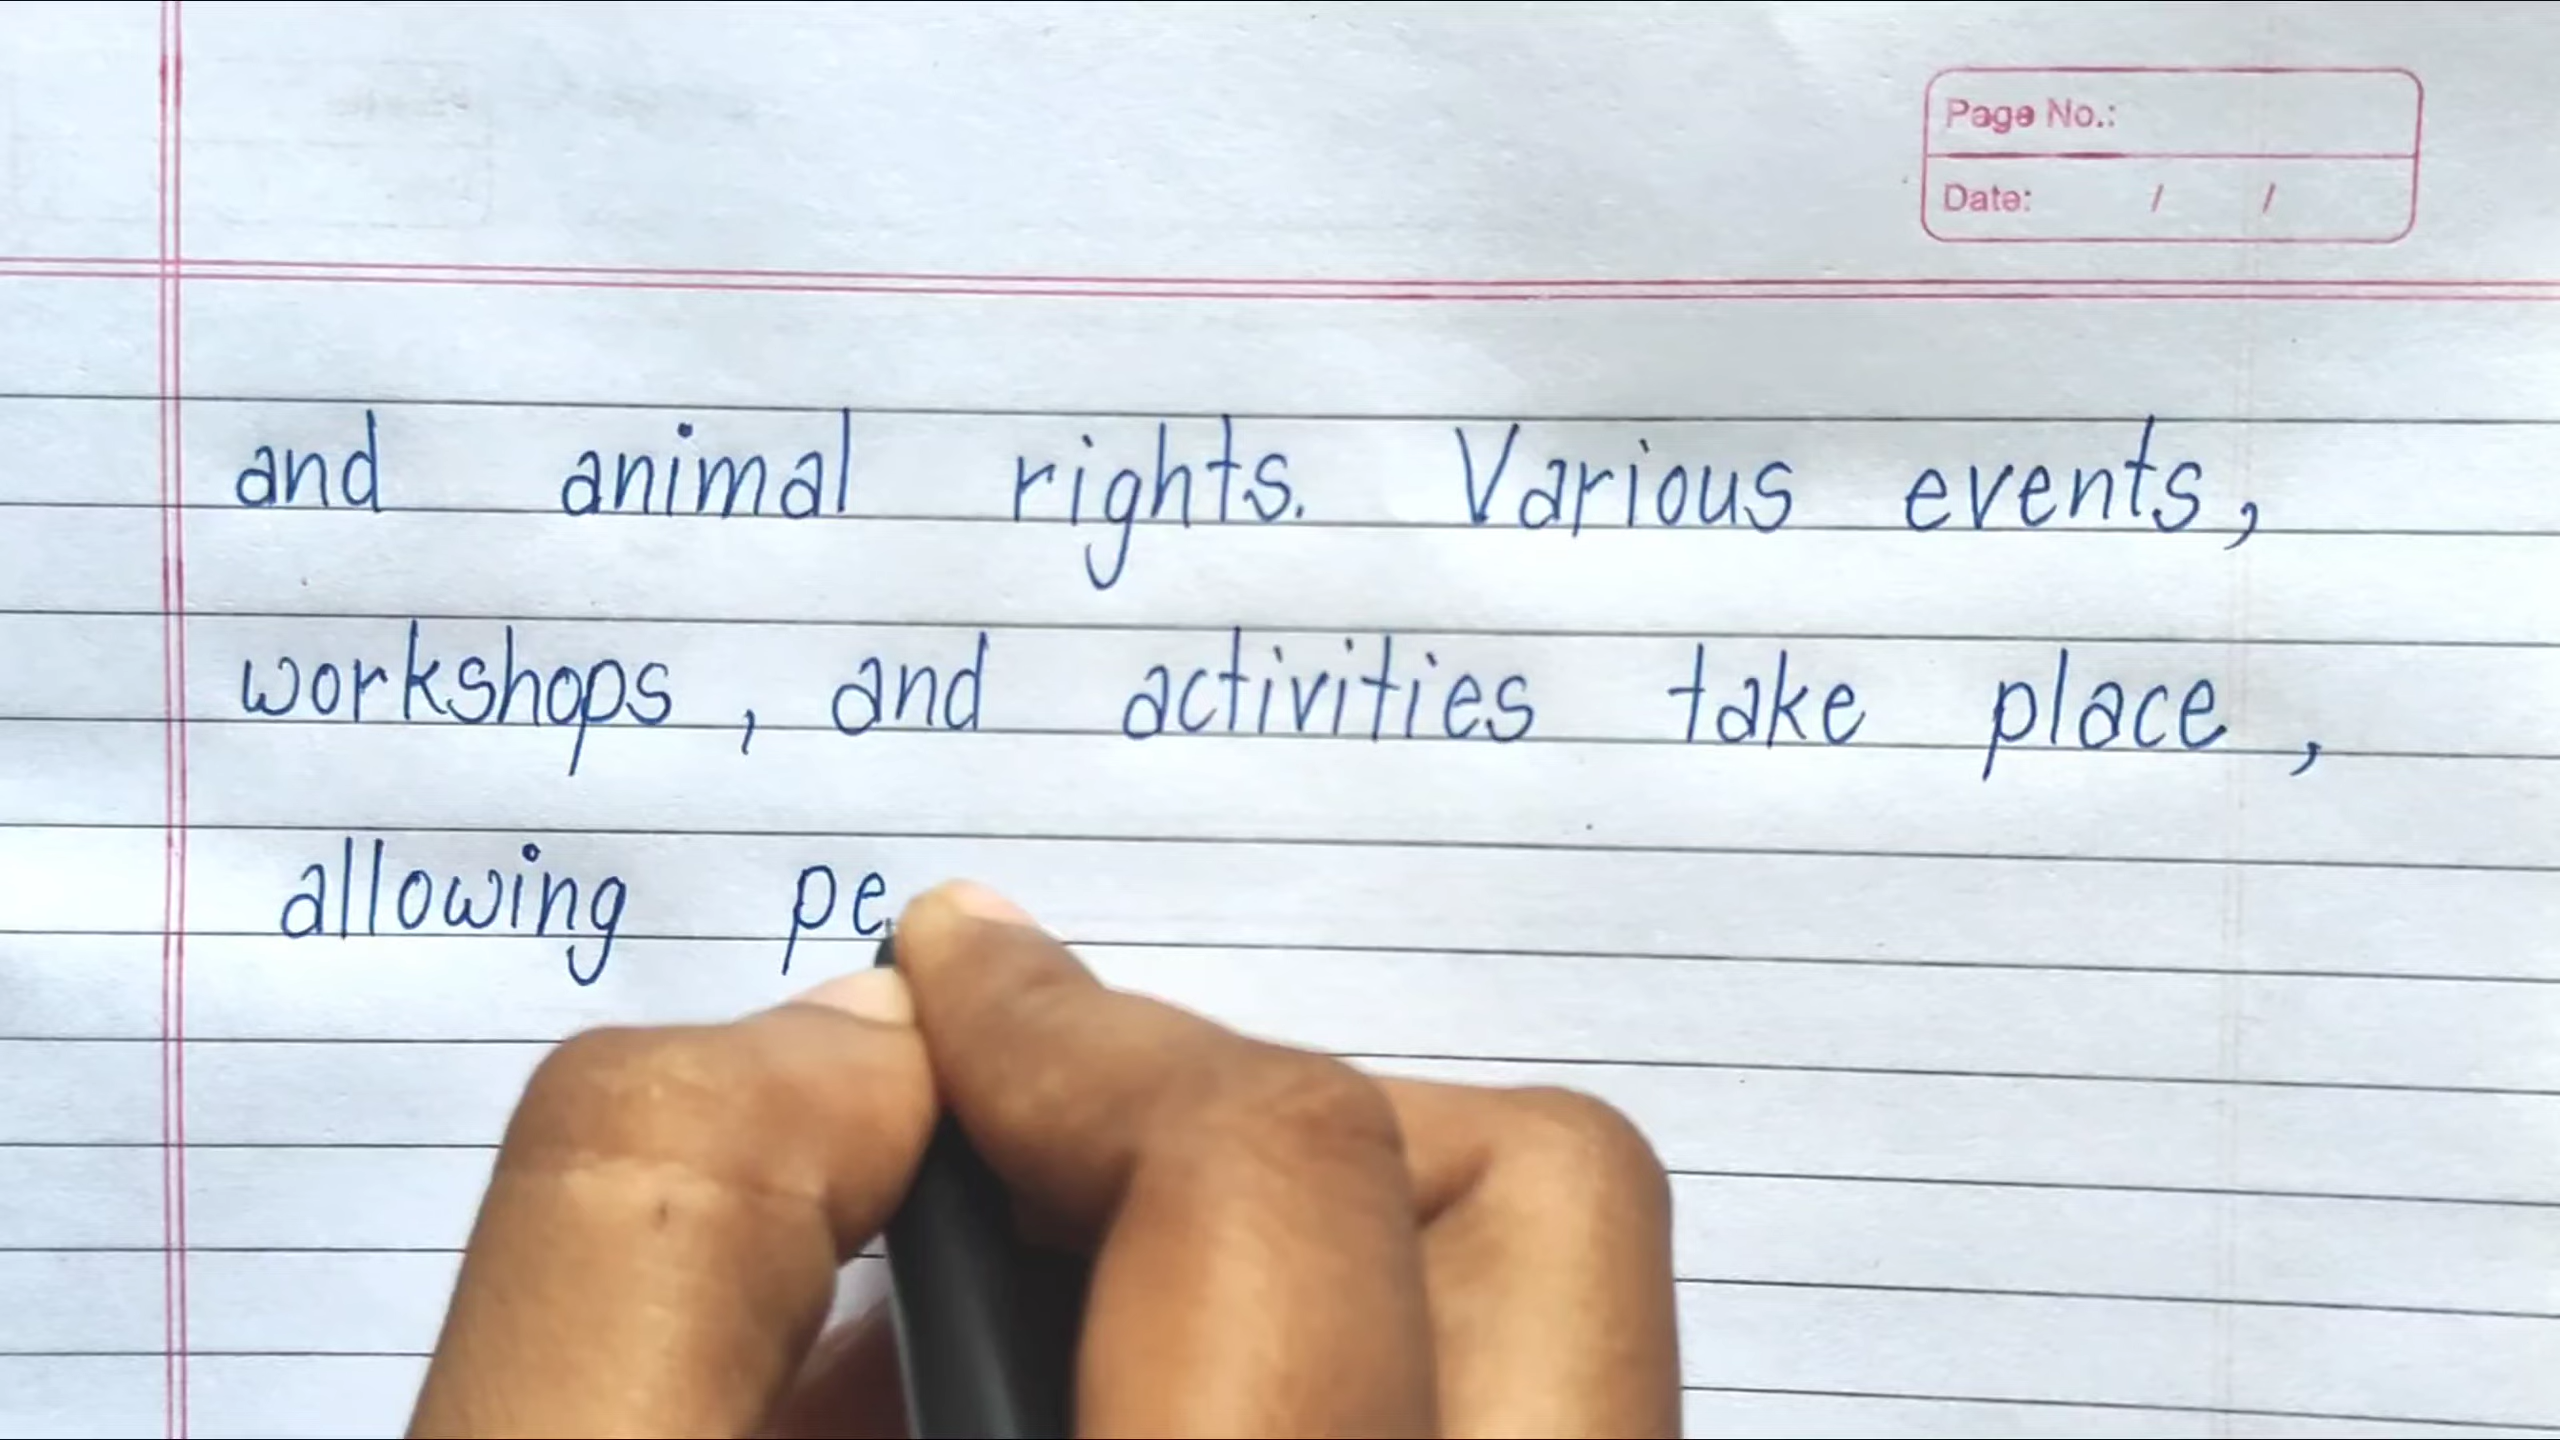 Page No.:
Date: / /
and animal rights. Various events,
workshops, and activities take place,
allowing pe